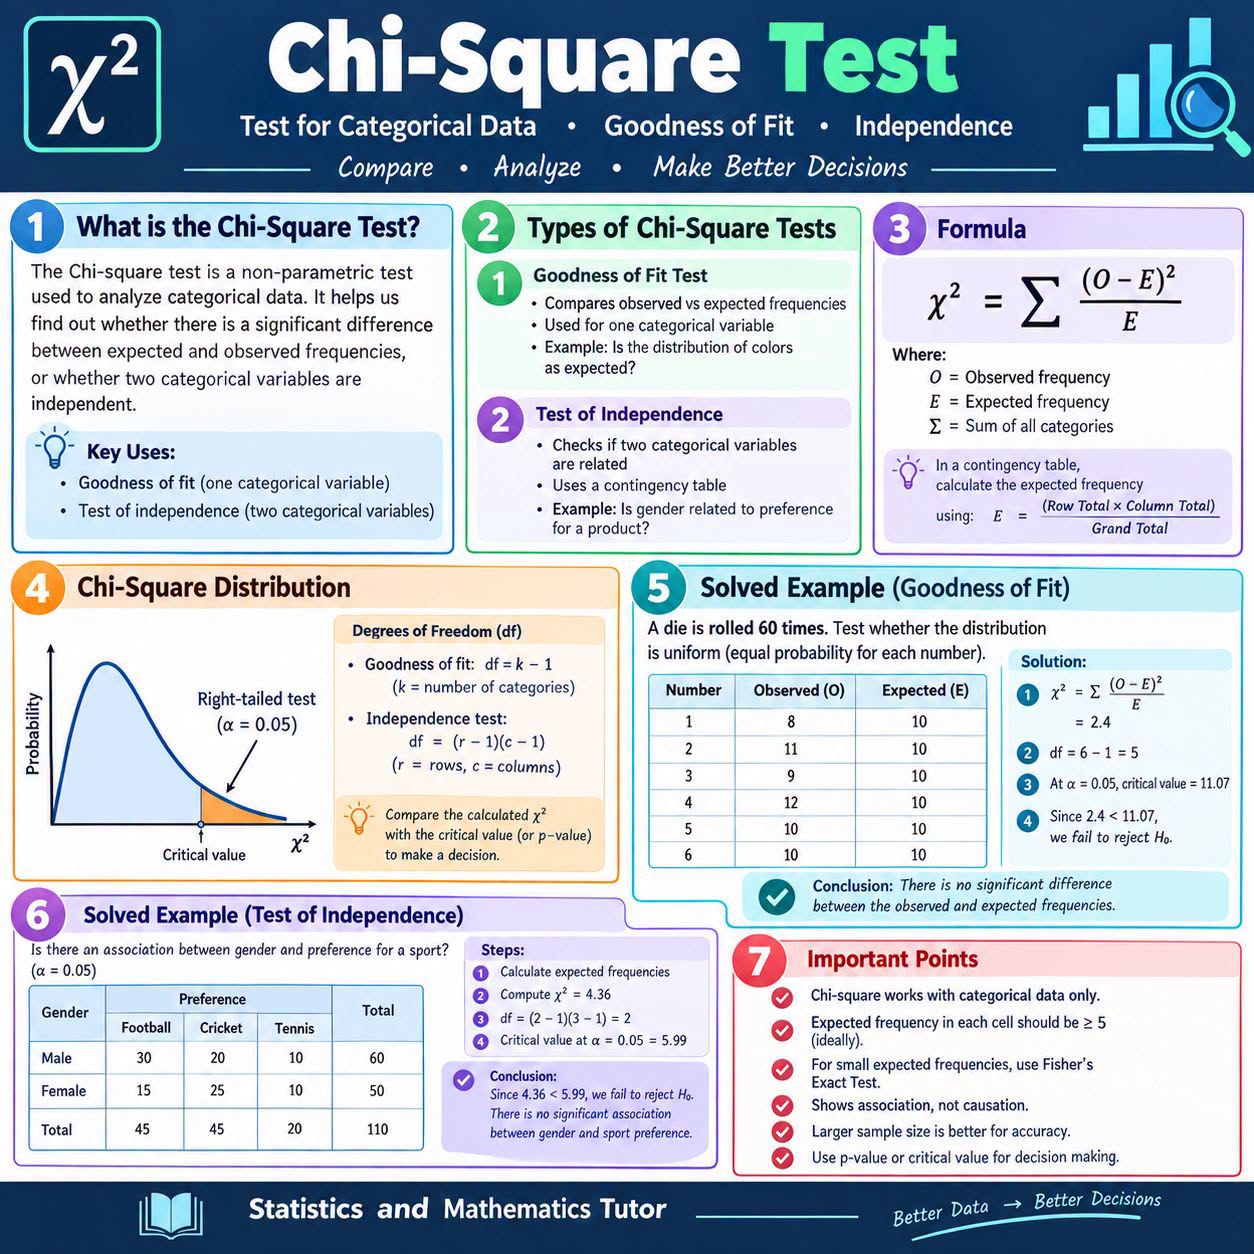 χ²
Chi-Square Test
Test for Categorical Data • Goodness of Fit • Independence
Compare • Analyze • Make Better Decisions
1 What is the Chi-Square Test?
The Chi-square test is a non-parametric test
used to analyze categorical data. It helps us
find out whether there is a significant difference
between expected and observed frequencies,
or whether two categorical variables are
independent.
Key Uses:
• Goodness of fit (one categorical variable)
• Test of independence (two categorical variables)
2 Types of Chi-Square Tests
1 Goodness of Fit Test
• Compares observed vs expected frequencies
• Used for one categorical variable
• Example: Is the distribution of colors
as expected?
2 Test of Independence
• Checks if two categorical variables
are related
• Uses a contingency table
• Example: Is gender related to preference
for a product?
3 Formula
χ² = ∑ (O − E)² / E
Where:
O = Observed frequency
E = Expected frequency
Σ = Sum of all categories
In a contingency table,
calculate the expected frequency
using: E = (Row Total × Column Total) / Grand Total
4 Chi-Square Distribution
Probability
Right-tailed test
(α = 0.05)
Critical value
χ²
Degrees of Freedom (df)
• Goodness of fit: df = k − 1
(k = number of categories)
• Independence test:
df = (r − 1)(c − 1)
(r = rows, c = columns)
Compare the calculated χ²
with the critical value (or p-value)
to make a decision.
5 Solved Example (Goodness of Fit)
A die is rolled 60 times. Test whether the distribution
is uniform (equal probability for each number).
Number Observed (O) Expected (E)
1 8 10
2 11 10
3 9 10
4 12 10
5 10 10
6 10 10
Solution:
1 χ² = Σ (O − E)² / E
= 2.4
2 df = 6 − 1 = 5
3 At α = 0.05, critical value = 11.07
4 Since 2.4 < 11.07,
we fail to reject H₀.
Conclusion: There is no significant difference
between the observed and expected frequencies.
6 Solved Example (Test of Independence)
Is there an association between gender and preference for a sport?
(α = 0.05)
Gender Preference Total
Football Cricket Tennis
Male 30 20 10 60
Female 15 25 10 50
Total 45 45 20 110
Steps:
1 Calculate expected frequencies
2 Compute χ² = 4.36
3 df = (2 − 1)(3 − 1) = 2
4 Critical value at α = 0.05 = 5.99
Conclusion:
Since 4.36 < 5.99, we fail to reject H₀.
There is no significant association
between gender and sport preference.
7 Important Points
Chi-square works with categorical data only.
Expected frequency in each cell should be ≥ 5
(ideally).
For small expected frequencies, use Fisher's
Exact Test.
Shows association, not causation.
Larger sample size is better for accuracy.
Use p-value or critical value for decision making.
Statistics and Mathematics Tutor
Better Data → Better Decisions